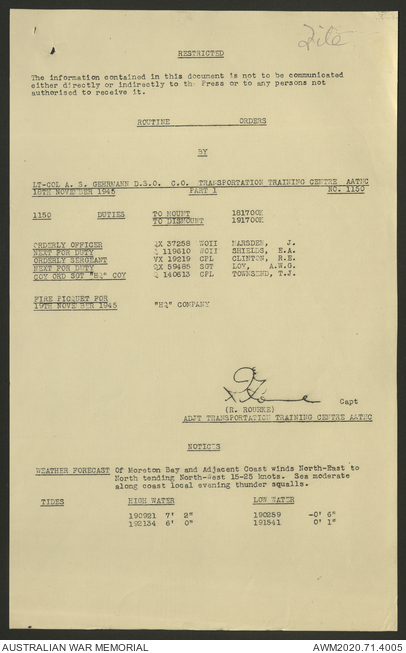 File
RESTRICTED
The information contained in this document is not to be communicated
either directly or indirectly to the Press or to any persons not
authorised to receive it.
ROUTINE ORDERS
BY
LT-COL A. S. GEHRMANN D.S.O. C.O. TRANSPORTATION TRAINING CENTRE AATNC
18TH NOVEMBER 1945 PART 1 NO. 1150
1150 DUTIES TO MOUNT 181700K
TO DISMOUNT 191700K
ORDERLY OFFICER QX 37258 WOII MARSDEN, J.
NEXT FOR DUTY Q 119610 WOII SHIELDS, E.A.
ORDERLY SERGEANT VX 19219 CPL CLINTON, R.E.
NEXT FOR DUTY QX 59485 SGT LOY, A.W.G.
COY ORD SGT "HQ" COY Q 140613 CPL TOWNSEND, T.J.
FIRE PICQUET FOR
19TH NOVEMBER 1945 "HQ" COMPANY
Capt
(R. ROURKE)
ADJT TRANSPORTATION TRAINING CENTRE AATNC
NOTICES
WEATHER FORECAST Of Moreton Bay and Adjacent Coast winds North-East to
North tending North-West 15-25 knots. Sea moderate
along coast local evening thunder squalls.
TIDES HIGH WATER LOW WATER
190921 7' 2" 190259 -0' 6"
192134 6' 0" 191541 0' 1"
AUSTRALIAN WAR MEMORIAL AWM2020.71.4005